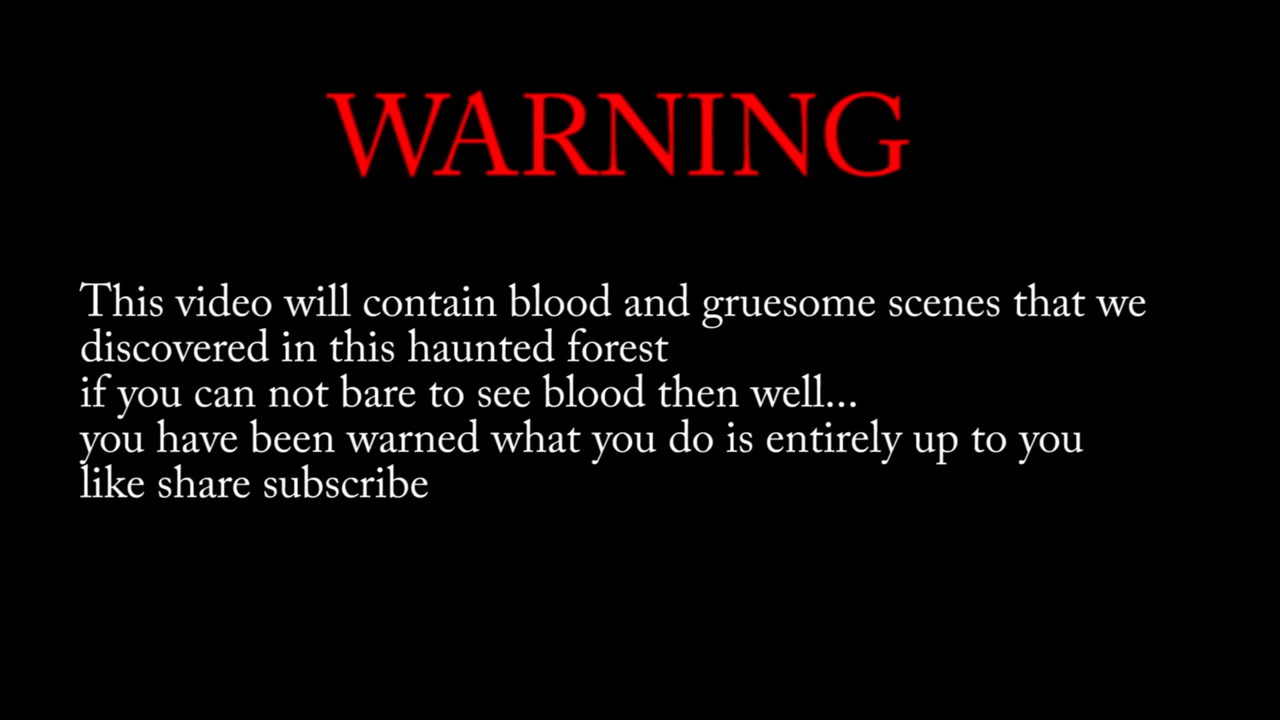 WARNING
This video will contain blood and gruesome scenes that we
discovered in this haunted forest
if you can not bare to see blood then well...
you have been warned what you do is entirely up to you
like share subscribe